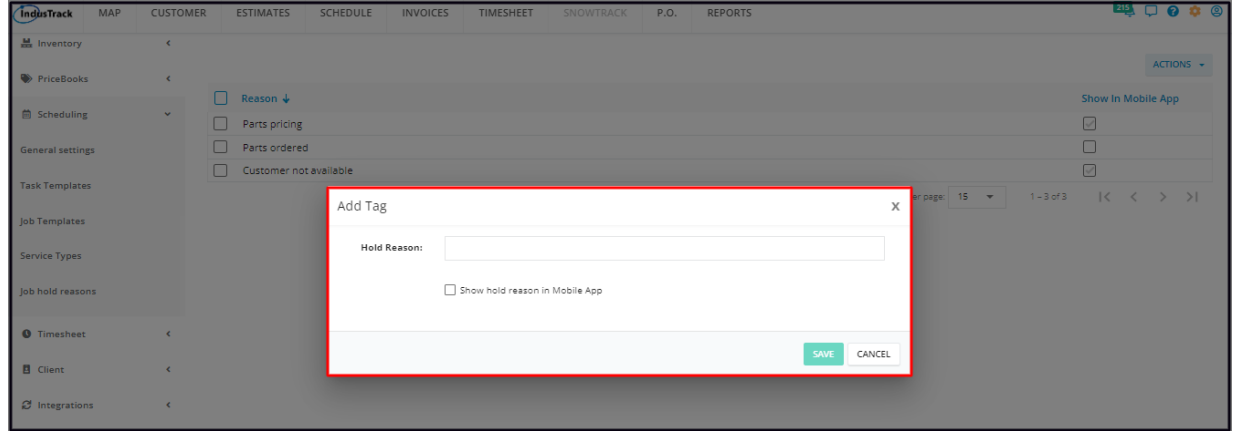 IndusTrack MAP CUSTOMER ESTIMATES SCHEDULE INVOICES TIMESHEET SNOWTRACK P.O. REPORTS 215
Inventory
ACTIONS
PriceBooks
Reason Show In Mobile App
Scheduling
Parts pricing
General settings
Parts ordered
Customer not available
Task Templates
er page: 15 1 – 3 of 3
Add Tag X
Job Templates
Hold Reason:
Service Types
Show hold reason in Mobile App
Job hold reasons
Timesheet
SAVE CANCEL
Client
Integrations